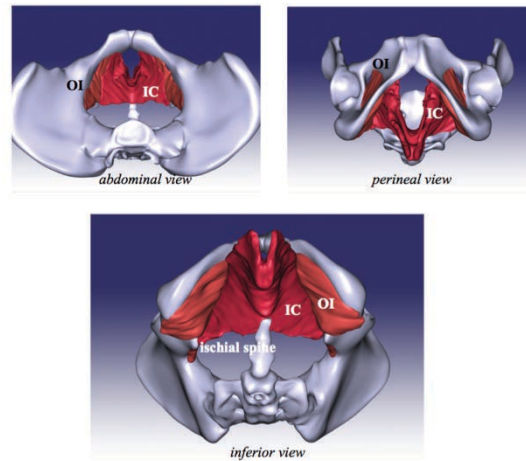 OI
IC
abdominal view
OI
IC
perineal view
IC
OI
ischial spine
inferior view